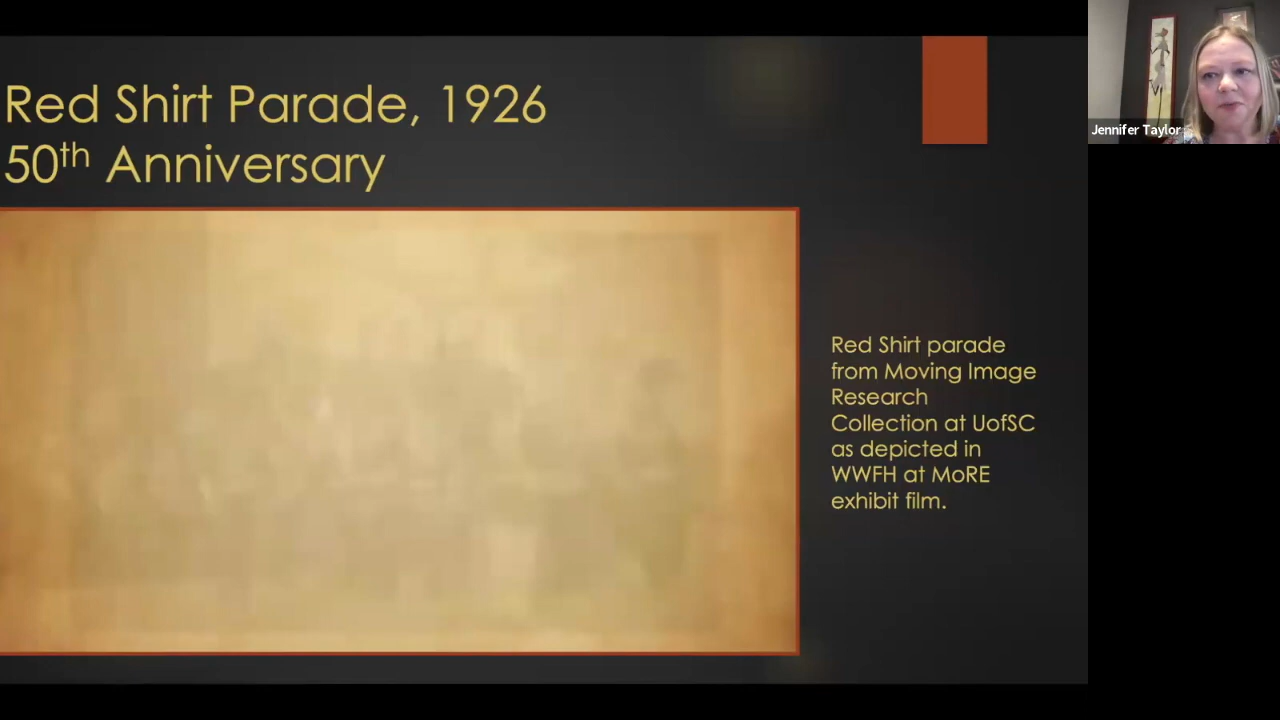 Red Shirt Parade, 1926
50th Anniversary
Red Shirt parade
from Moving Image
Research
Collection at UofSC
as depicted in
WWFH at MoRE
exhibit film.
Jennifer Taylor